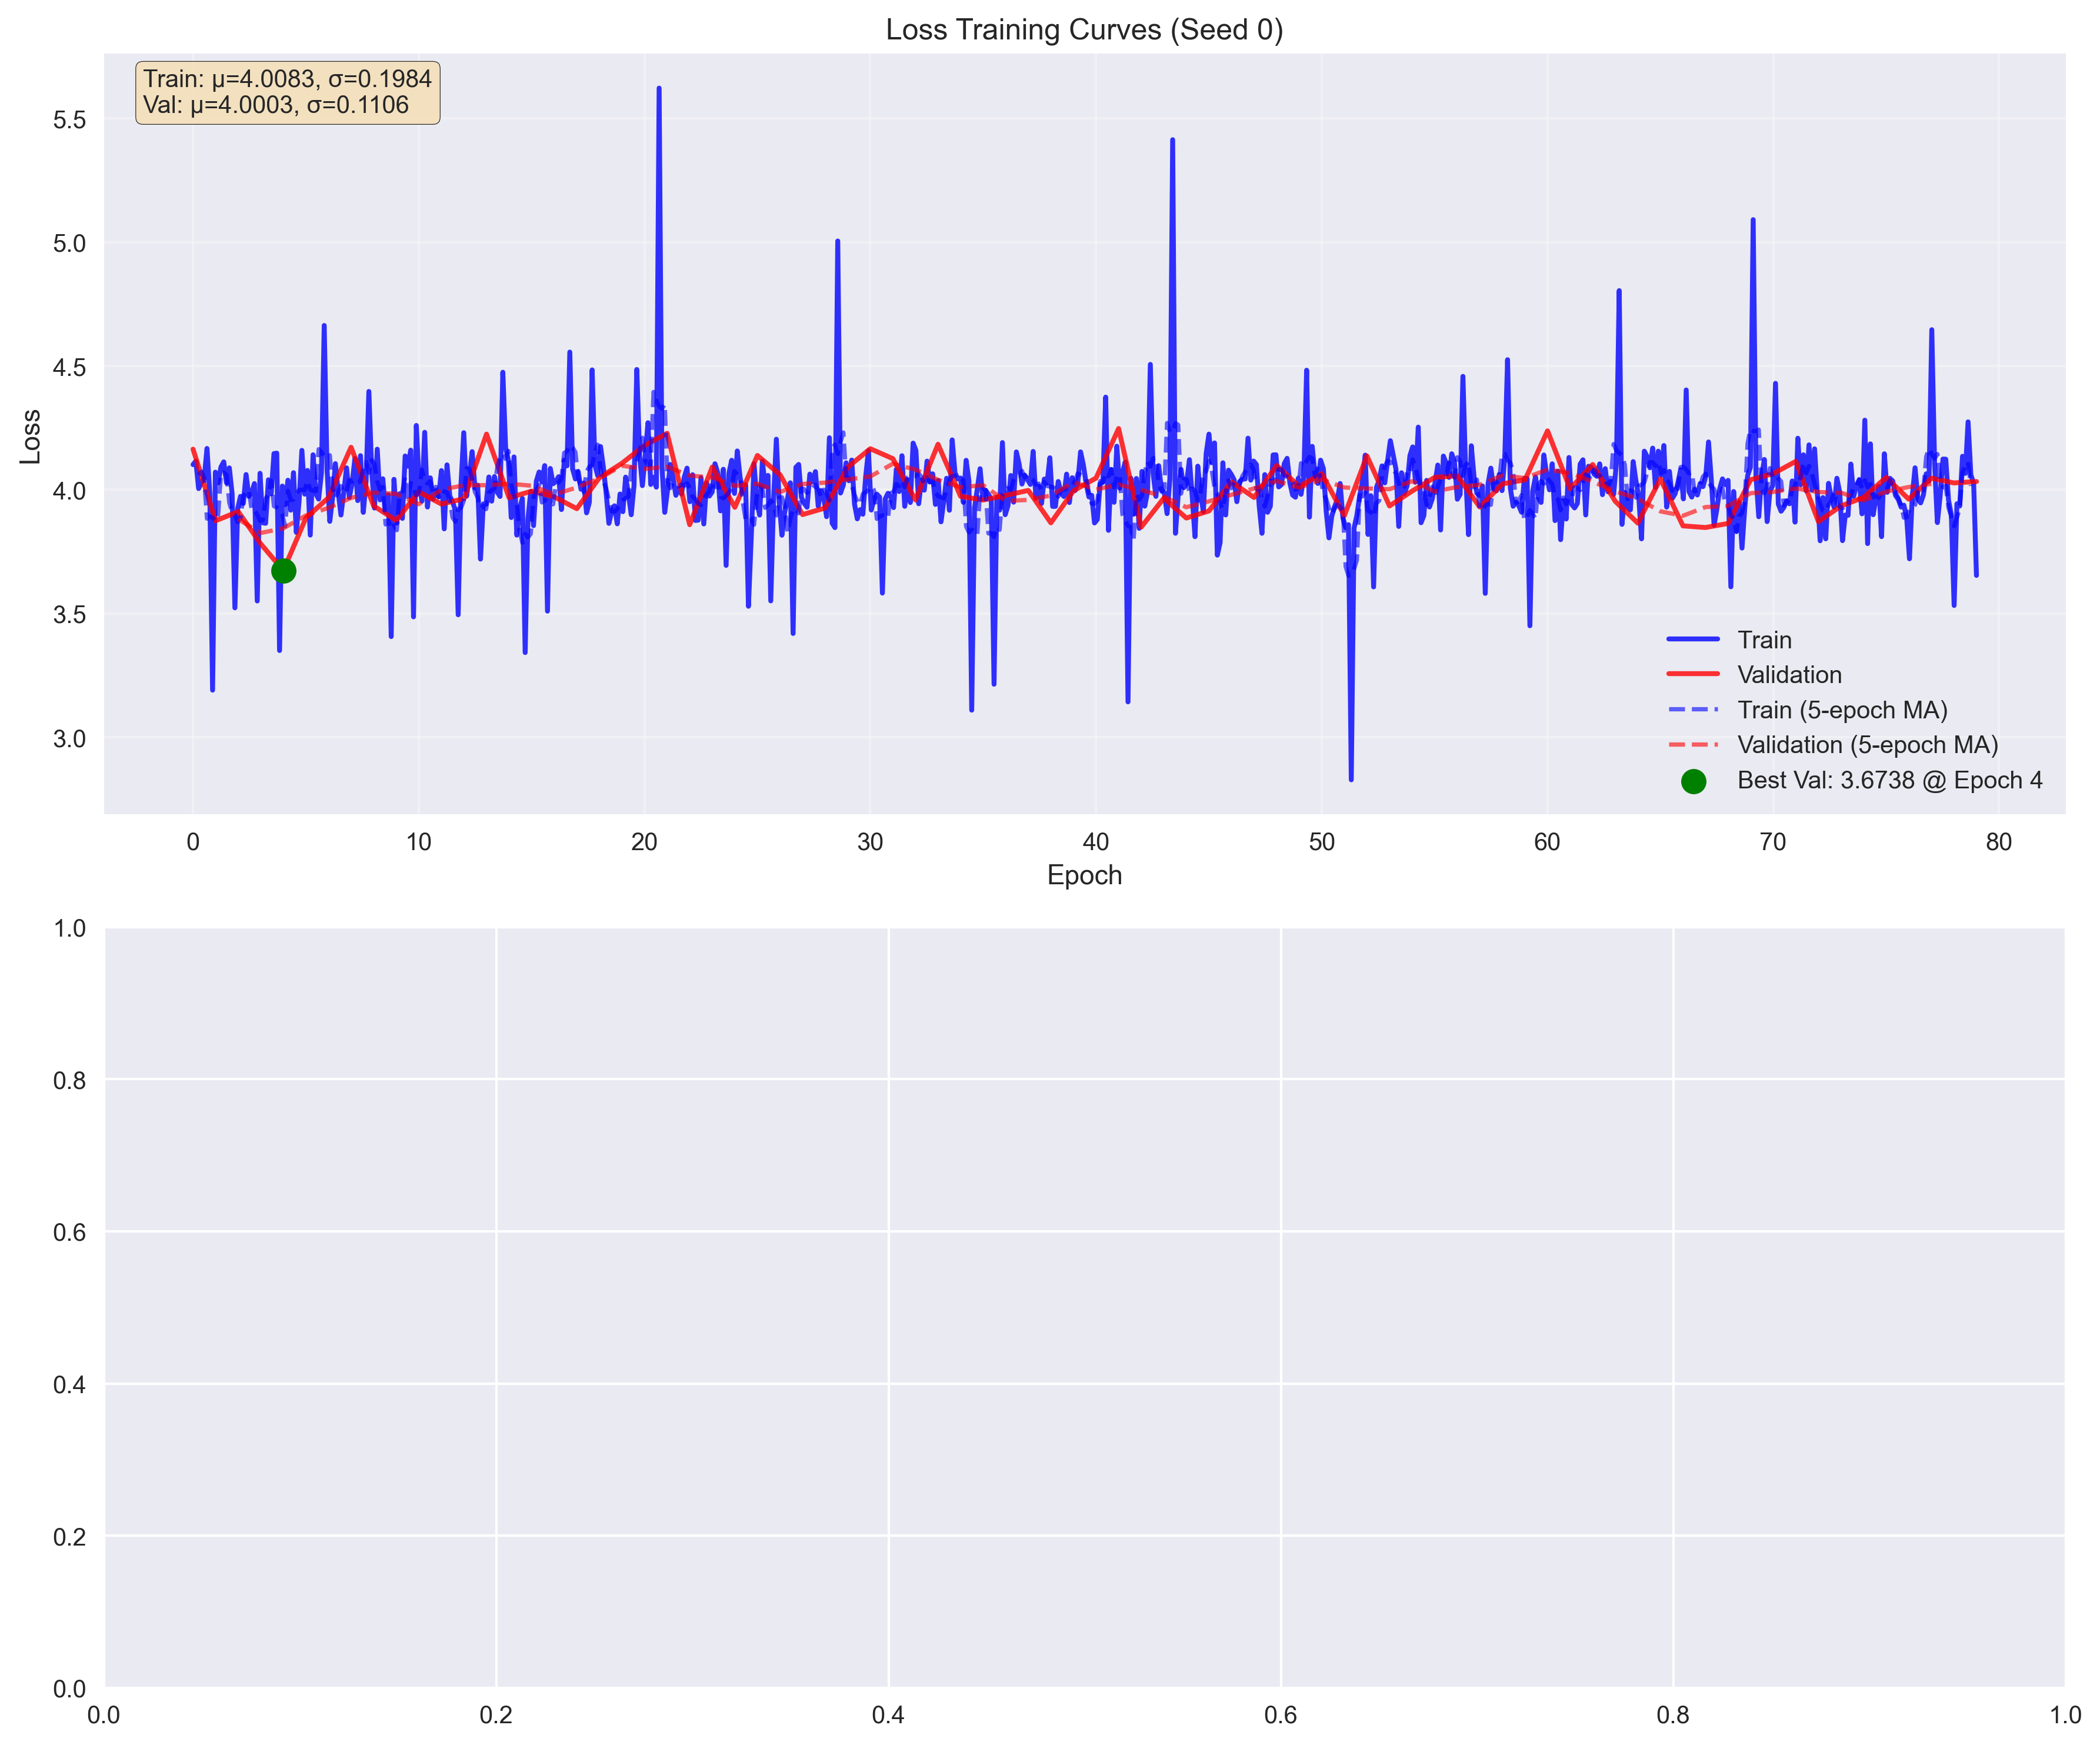 Loss Training Curves (Seed 0)
Train: μ=4.0083, σ=0.1984
Val: μ=4.0003, σ=0.1106
5.5
5.0
4.5
4.0
3.5
3.0
Loss
Train
Validation
Train (5-epoch MA)
Validation (5-epoch MA)
Best Val: 3.6738 @ Epoch 4
0 10 20 30 40 50 60 70 80
Epoch
1.0
0.8
0.6
0.4
0.2
0.0
0.0 0.2 0.4 0.6 0.8 1.0